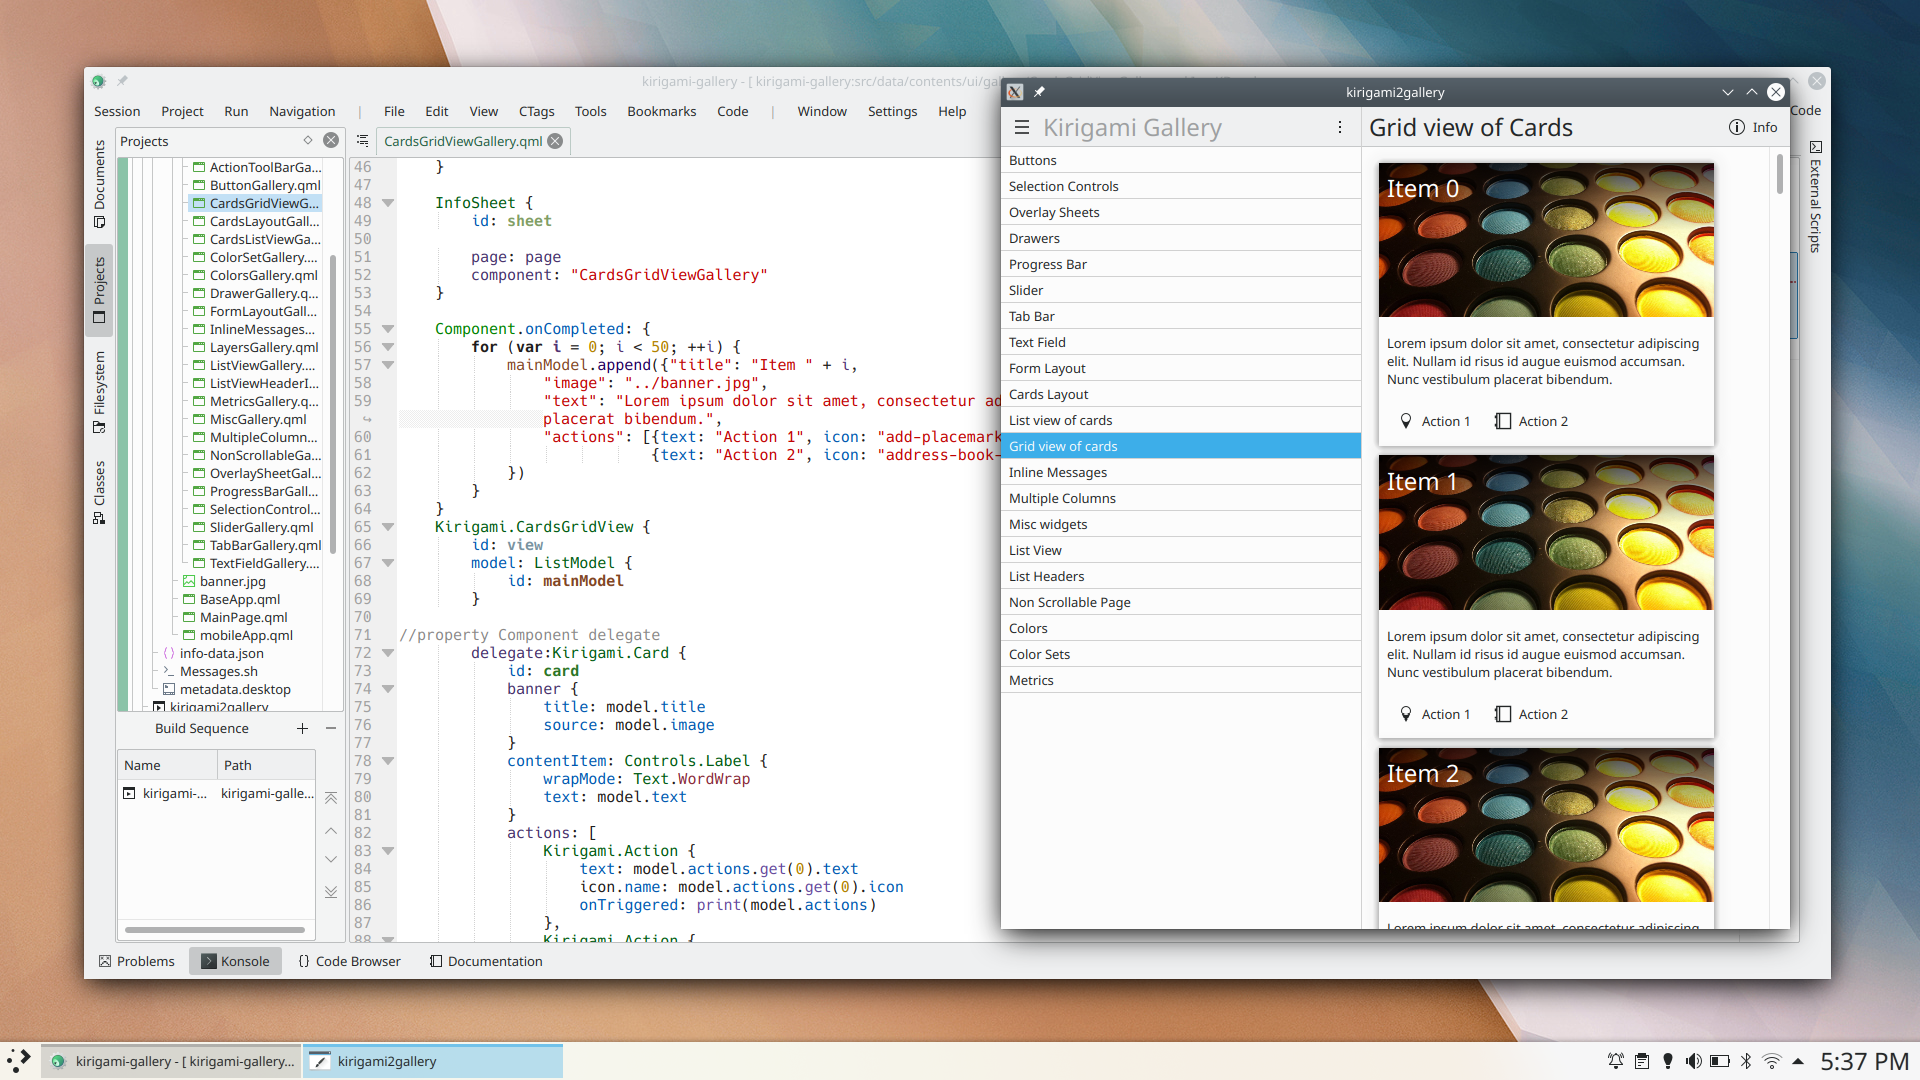 kirigami-gallery - [ kirigami-gallery:src/data/contents/ui/ga
Session Project Run Navigation | File Edit View CTags Tools Bookmarks Code | Window Settings Help
Code
Documents
Projects
Filesystem
Classes
Projects
ActionToolBarGa...
ButtonGallery.qml
CardsGridViewG...
CardsLayoutGall...
CardsListViewGa...
ColorSetGallery....
ColorsGallery.qml
DrawerGallery.q...
FormLayoutGall...
InlineMessages...
LayersGallery.qml
ListViewGallery....
ListViewHeaderI...
MetricsGallery.q...
MiscGallery.qml
MultipleColumn...
NonScrollableGa...
OverlaySheetGal...
ProgressBarGall...
SelectionControl...
SliderGallery.qml
TabBarGallery.qml
TextFieldGallery....
banner.jpg
BaseApp.qml
MainPage.qml
mobileApp.qml
info-data.json
Messages.sh
metadata.desktop
kirigami2gallery
Build Sequence
Name Path
kirigami-... kirigami-galle...
CardsGridViewGallery.qml
46 }
47
48 InfoSheet {
49 id: sheet
50
51 page: page
52 component: "CardsGridViewGallery"
53 }
54
55 Component.onCompleted: {
56 for (var i = 0; i < 50; ++i) {
57 mainModel.append({"title": "Item " + i,
58 "image": "../banner.jpg",
59 "text": "Lorem ipsum dolor sit amet, consectetur ad
placerat bibendum.",
60 "actions": [{text: "Action 1", icon: "add-placemark
61 {text: "Action 2", icon: "address-book-
62 })
63 }
64 }
65 Kirigami.CardsGridView {
66 id: view
67 model: ListModel {
68 id: mainModel
69 }
70
71 //property Component delegate
72 delegate:Kirigami.Card {
73 id: card
74 banner {
75 title: model.title
76 source: model.image
77 }
78 contentItem: Controls.Label {
79 wrapMode: Text.WordWrap
80 text: model.text
81 }
82 actions: [
83 Kirigami.Action {
84 text: model.actions.get(0).text
85 icon.name: model.actions.get(0).icon
86 onTriggered: print(model.actions)
87 },
88 Kirigami.Action {
Problems Konsole Code Browser Documentation
External Scripts
kirigami2gallery
Kirigami Gallery
Buttons
Selection Controls
Overlay Sheets
Drawers
Progress Bar
Slider
Tab Bar
Text Field
Form Layout
Cards Layout
List view of cards
Grid view of cards
Inline Messages
Multiple Columns
Misc widgets
List View
List Headers
Non Scrollable Page
Colors
Color Sets
Metrics
Grid view of Cards
Info
Item 0
Lorem ipsum dolor sit amet, consectetur adipiscing
elit. Nullam id risus id augue euismod accumsan.
Nunc vestibulum placerat bibendum.
Action 1 Action 2
Item 1
Lorem ipsum dolor sit amet, consectetur adipiscing
elit. Nullam id risus id augue euismod accumsan.
Nunc vestibulum placerat bibendum.
Action 1 Action 2
Item 2
Lorem ipsum dolor sit amet, consectetur adipiscing
kirigami-gallery - [ kirigami-gallery... kirigami2gallery
5:37 PM